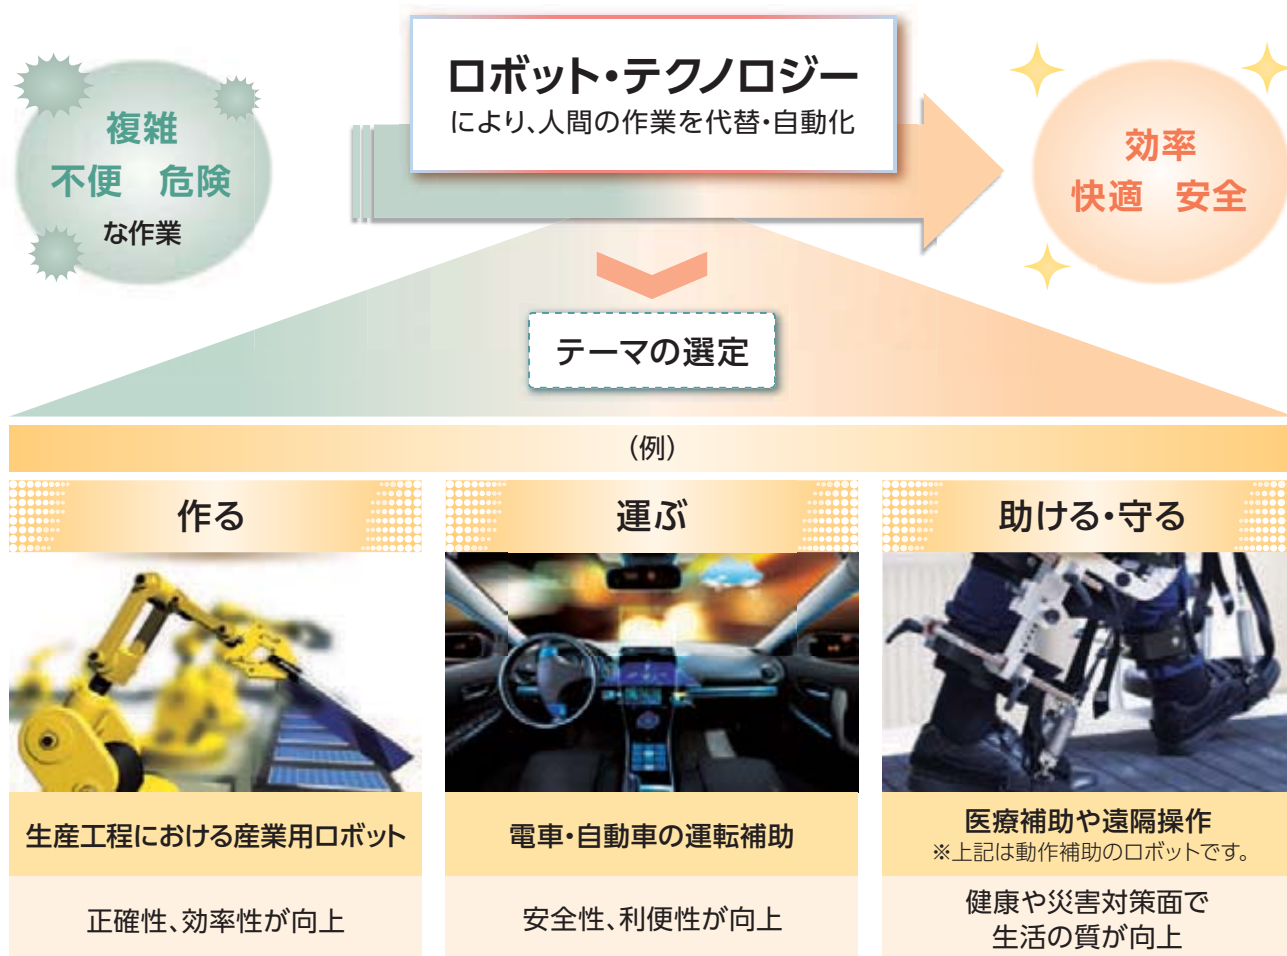 ロボット・テクノロジー
により、人間の作業を代替・自動化
複雑
不便 危険
な作業
効率
快適 安全
テーマの選定
(例)
作る
運ぶ
助ける・守る
生産工程における産業用ロボット
電車・自動車の運転補助
医療補助や遠隔操作
※上記は動作補助のロボットです。
正確性、効率性が向上
安全性、利便性が向上
健康や災害対策面で
生活の質が向上